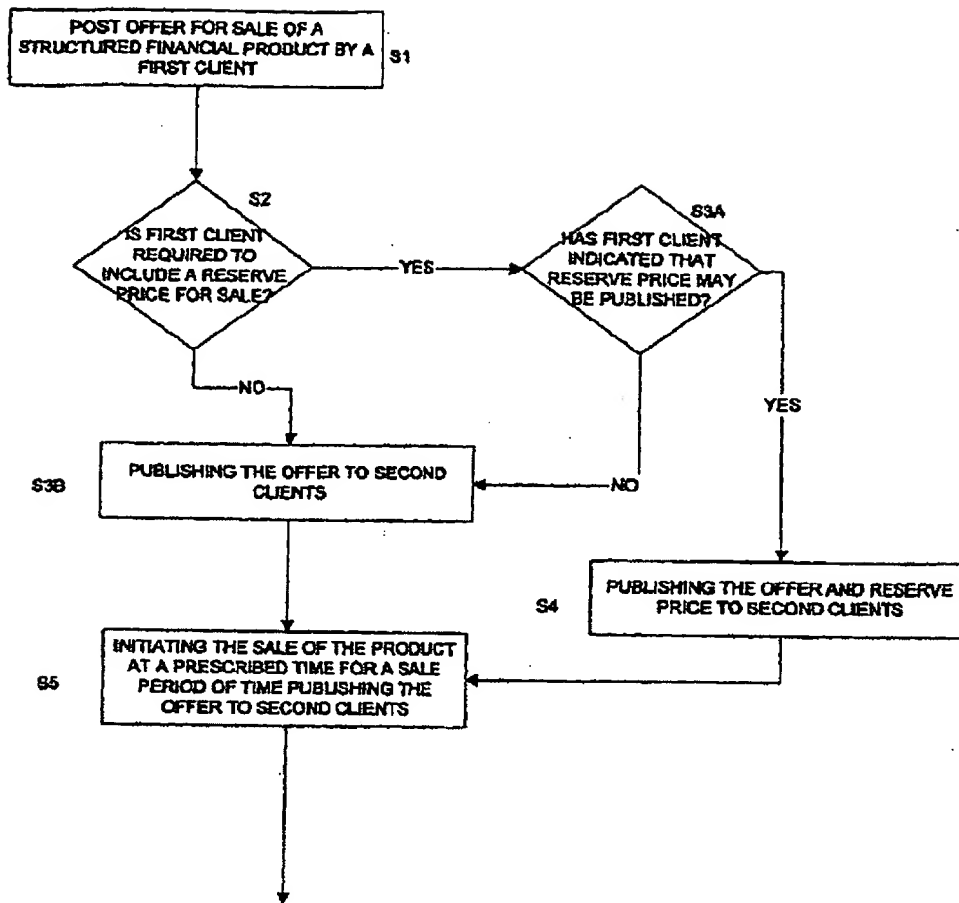 POST OFFER FOR SALE OF A
STRUCTURED FINANCIAL PRODUCT BY A
FIRST CLIENT
S1
S2
IS FIRST CLIENT
REQUIRED TO
INCLUDE A RESERVE
PRICE FOR SALE?
YES
S3A
HAS FIRST CLIENT
INDICATED THAT
RESERVE PRICE MAY
BE PUBLISHED?
NO
YES
NO
S3B
PUBLISHING THE OFFER TO SECOND
CLIENTS
S4
PUBLISHING THE OFFER AND RESERVE
PRICE TO SECOND CLIENTS
S5
INITIATING THE SALE OF THE PRODUCT
AT A PRESCRIBED TIME FOR A SALE
PERIOD OF TIME PUBLISHING THE
OFFER TO SECOND CLIENTS